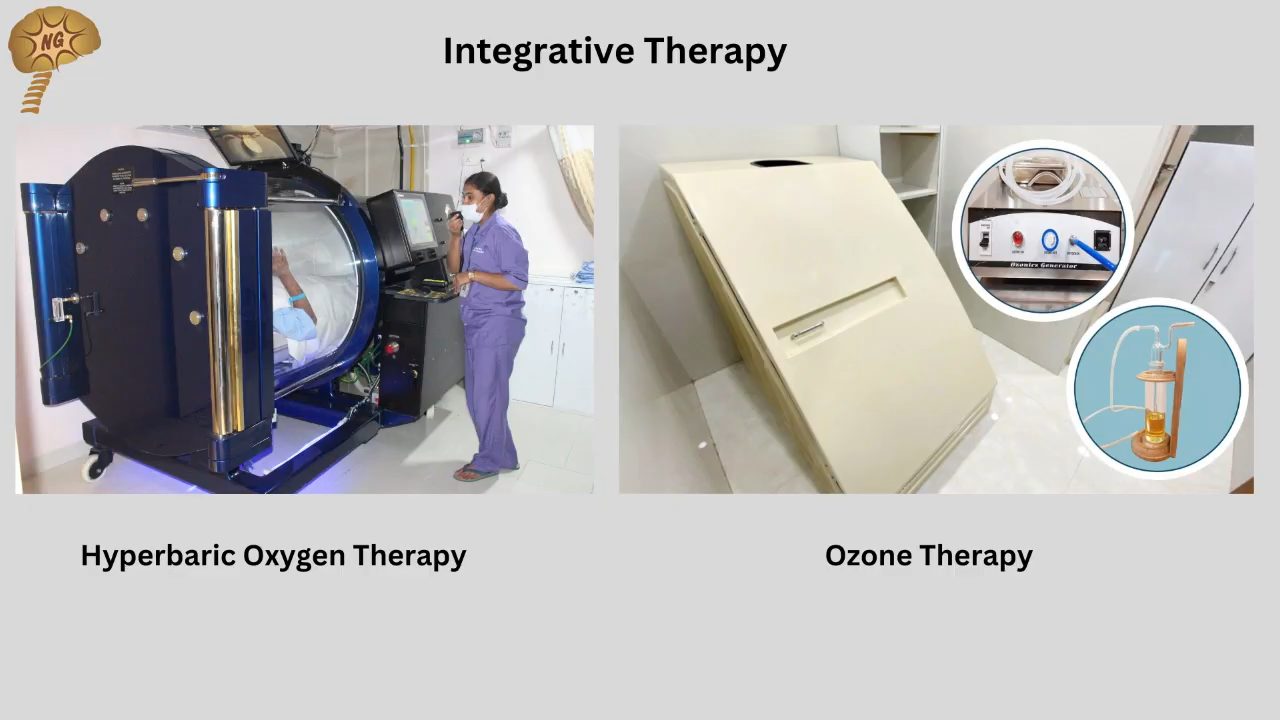 NG
Integrative Therapy
Ozonics Generator
Hyperbaric Oxygen Therapy
Ozone Therapy